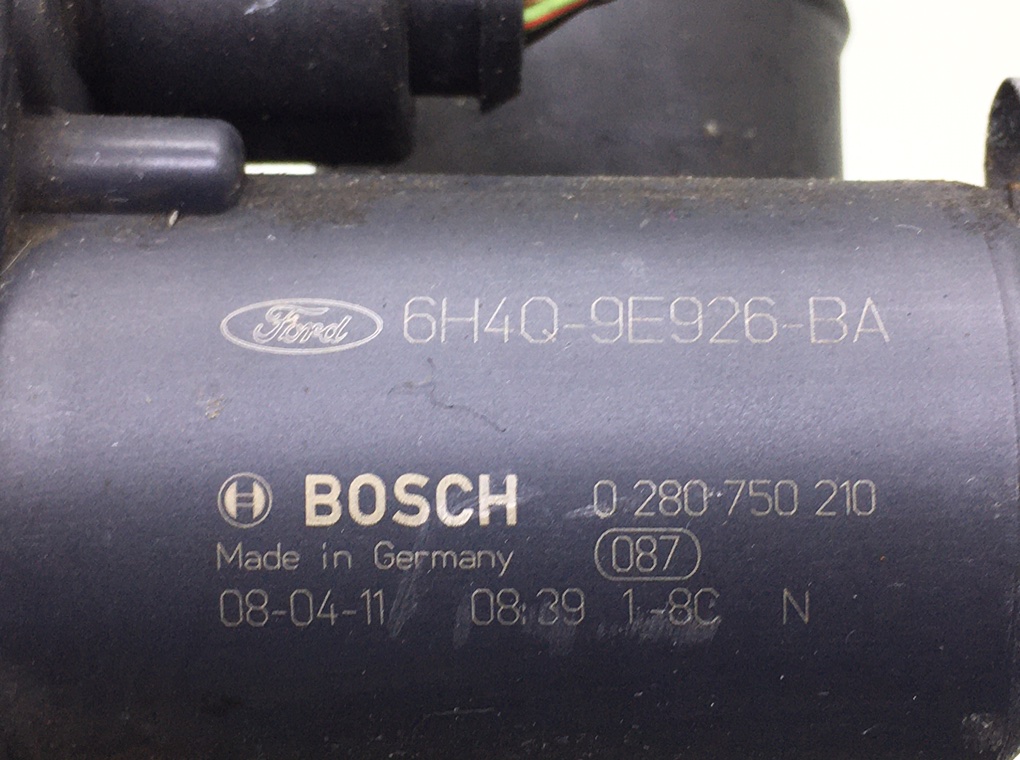 Ford 6H4Q-9E926-BA
BOSCH 0 280 750 210
Made in Germany 087
08-04-11 08:39 1-8C N